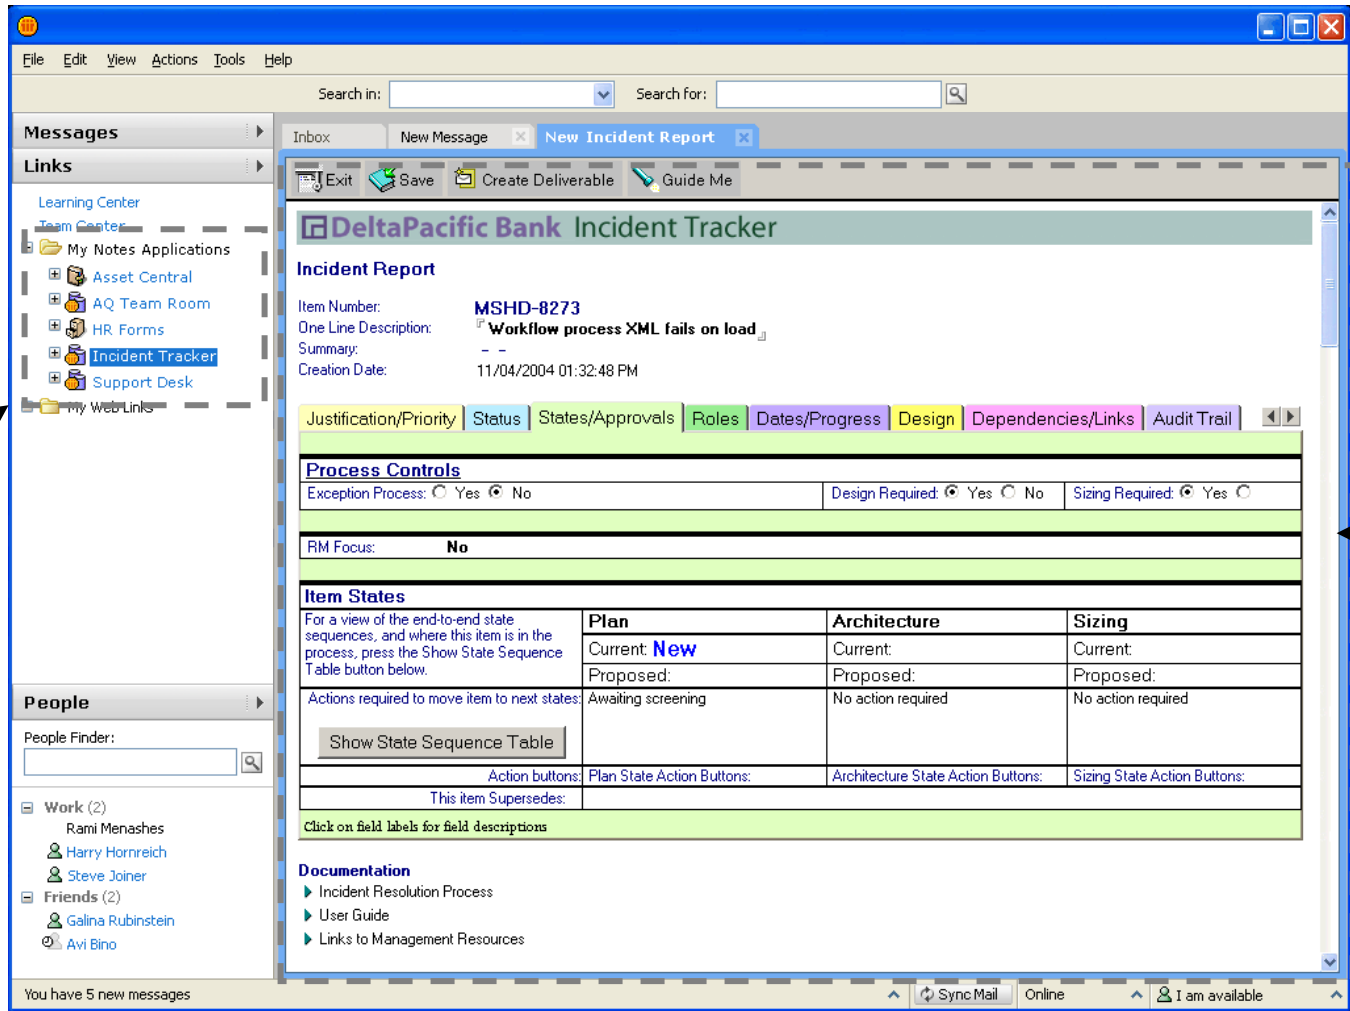 File Edit View Actions Tools Help
Search in: Search for:
Messages
Links
Learning Center
Team Center
My Notes Applications
Asset Central
AQ Team Room
HR Forms
Incident Tracker
Support Desk
My Web Links
People
People Finder:
Work (2)
Rami Menashes
Harry Hornreich
Steve Joiner
Friends (2)
Galina Rubinstein
Avi Bino
Inbox New Message New Incident Report
Exit Save Create Deliverable Guide Me
DeltaPacific Bank Incident Tracker
Incident Report
Item Number: MSHD-8273
One Line Description: Workflow process XML fails on load
Summary: - -
Creation Date: 11/04/2004 01:32:48 PM
Justification/Priority Status States/Approvals Roles Dates/Progress Design Dependencies/Links Audit Trail
Process Controls
Exception Process: Yes No Design Required: Yes No Sizing Required: Yes
RM Focus: No
Item States
For a view of the end-to-end state
sequences, and where this item is in the
process, press the Show State Sequence
Table button below.
Plan Architecture Sizing
Current: New Current: Current:
Proposed: Proposed: Proposed:
Actions required to move item to next states: Awaiting screening No action required No action required
Show State Sequence Table
Action buttons: Plan State Action Buttons: Architecture State Action Buttons: Sizing State Action Buttons:
This item Supersedes:
Click on field labels for field descriptions
Documentation
Incident Resolution Process
User Guide
Links to Management Resources
You have 5 new messages Sync Mail Online I am available